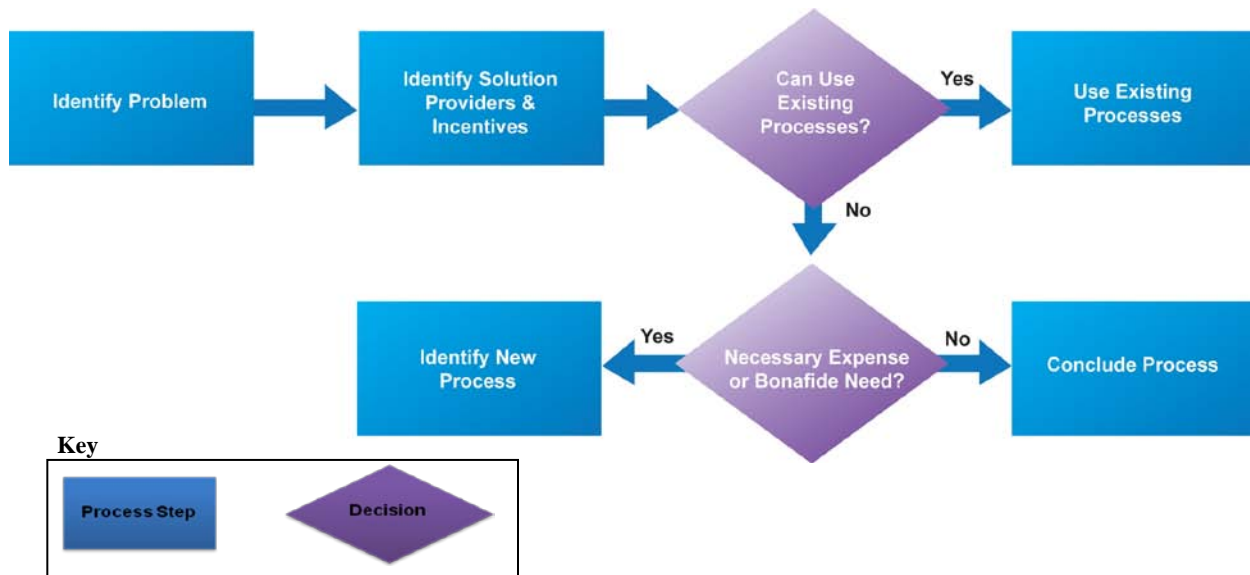 Identify Problem
Identify Solution
Providers &
Incentives
Can Use
Existing
Processes?
Yes
Use Existing
Processes
No
Identify New
Process
Yes
Necessary Expense
or Bonafide Need?
No
Conclude Process
Key
Process Step
Decision